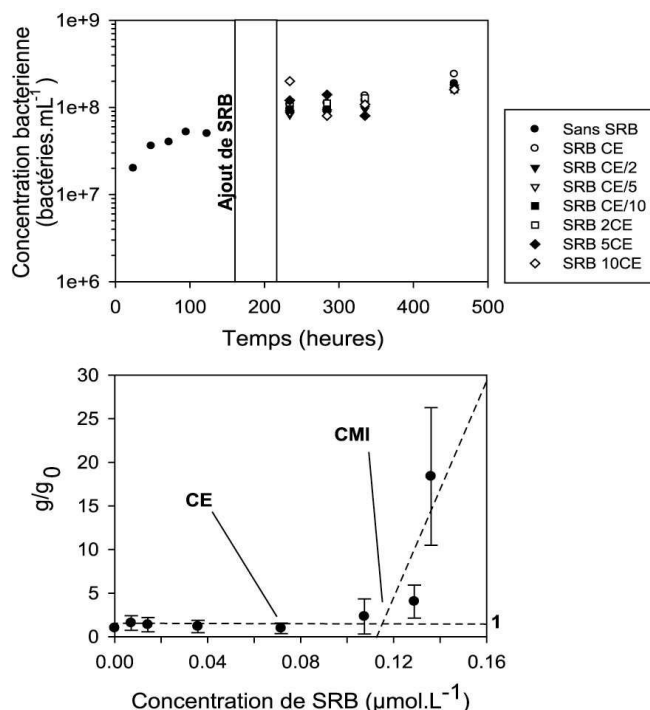 Concentration bactérienne
(bactéries.mL-1)
1e+9
1e+8
1e+7
1e+6
Ajout de SRB
0 100 200 300 400 500
Temps (heures)
Sans SRB
SRB CE
SRB CE/2
SRB CE/5
SRB CE/10
SRB 2CE
SRB 5CE
SRB 10CE
g/g0
30
25
20
15
10
5
0
CE
CMI
1
0.00 0.04 0.08 0.12 0.16
Concentration de SRB (µmol.L-1)